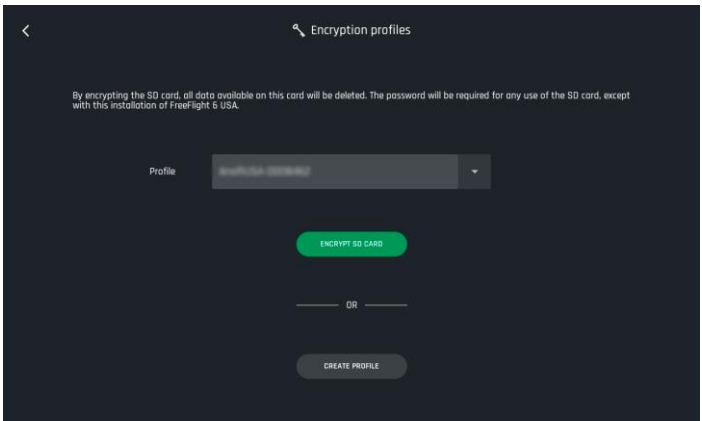 Encryption profiles
By encrypting the SD card, all data available on this card will be deleted. The password will be required for any use of the SD card, except
with this installation of FreeFlight 6 USA.
Profile
ENCRYPT SD CARD
OR
CREATE PROFILE